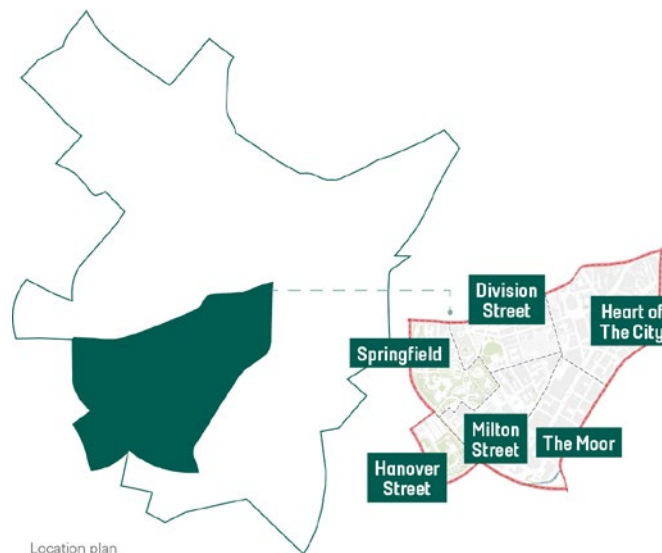 Division
Street
Heart of
The City
Springfield
Milton
Street
The Moor
Hanover
Street
Location plan